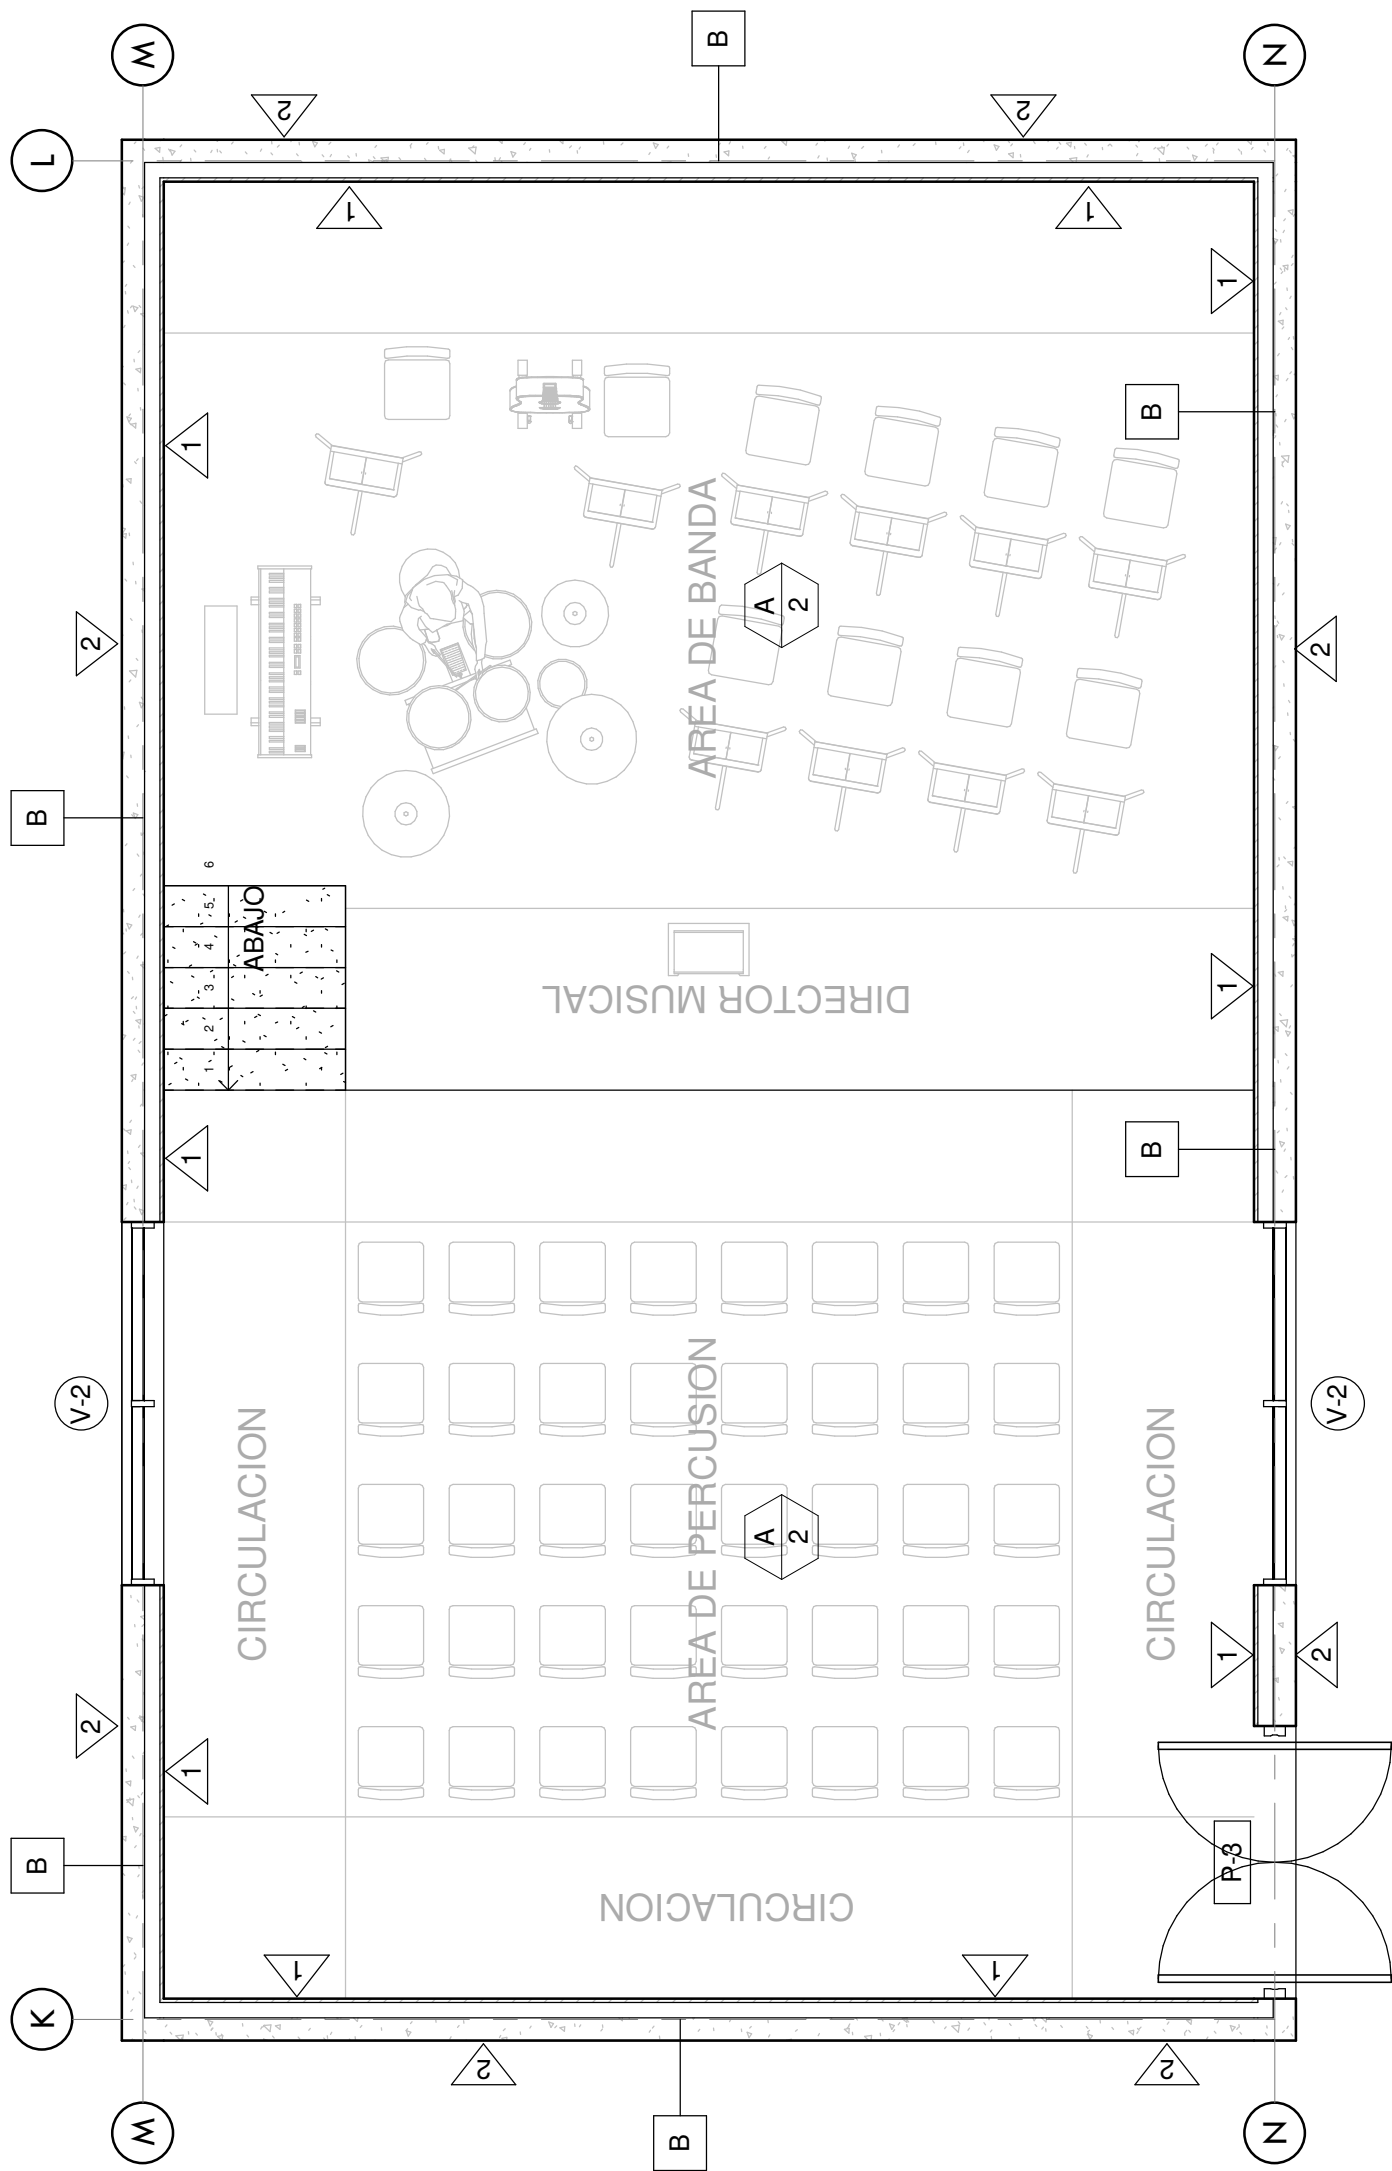 L
M
M
B
2
2
1
1
1
1
B
2
2
B
AREA DE BANDA
A
2
6
5
4
3
2
1
ABAJO
DIRECTOR MUSICAL
1
1
B
V-2
V-2
CIRCULACION
AREA DE PERCUSION
A
2
CIRCULACION
1
2
2
1
B
P-3
CIRCULACION
1
1
K
2
2
M
B
N
N